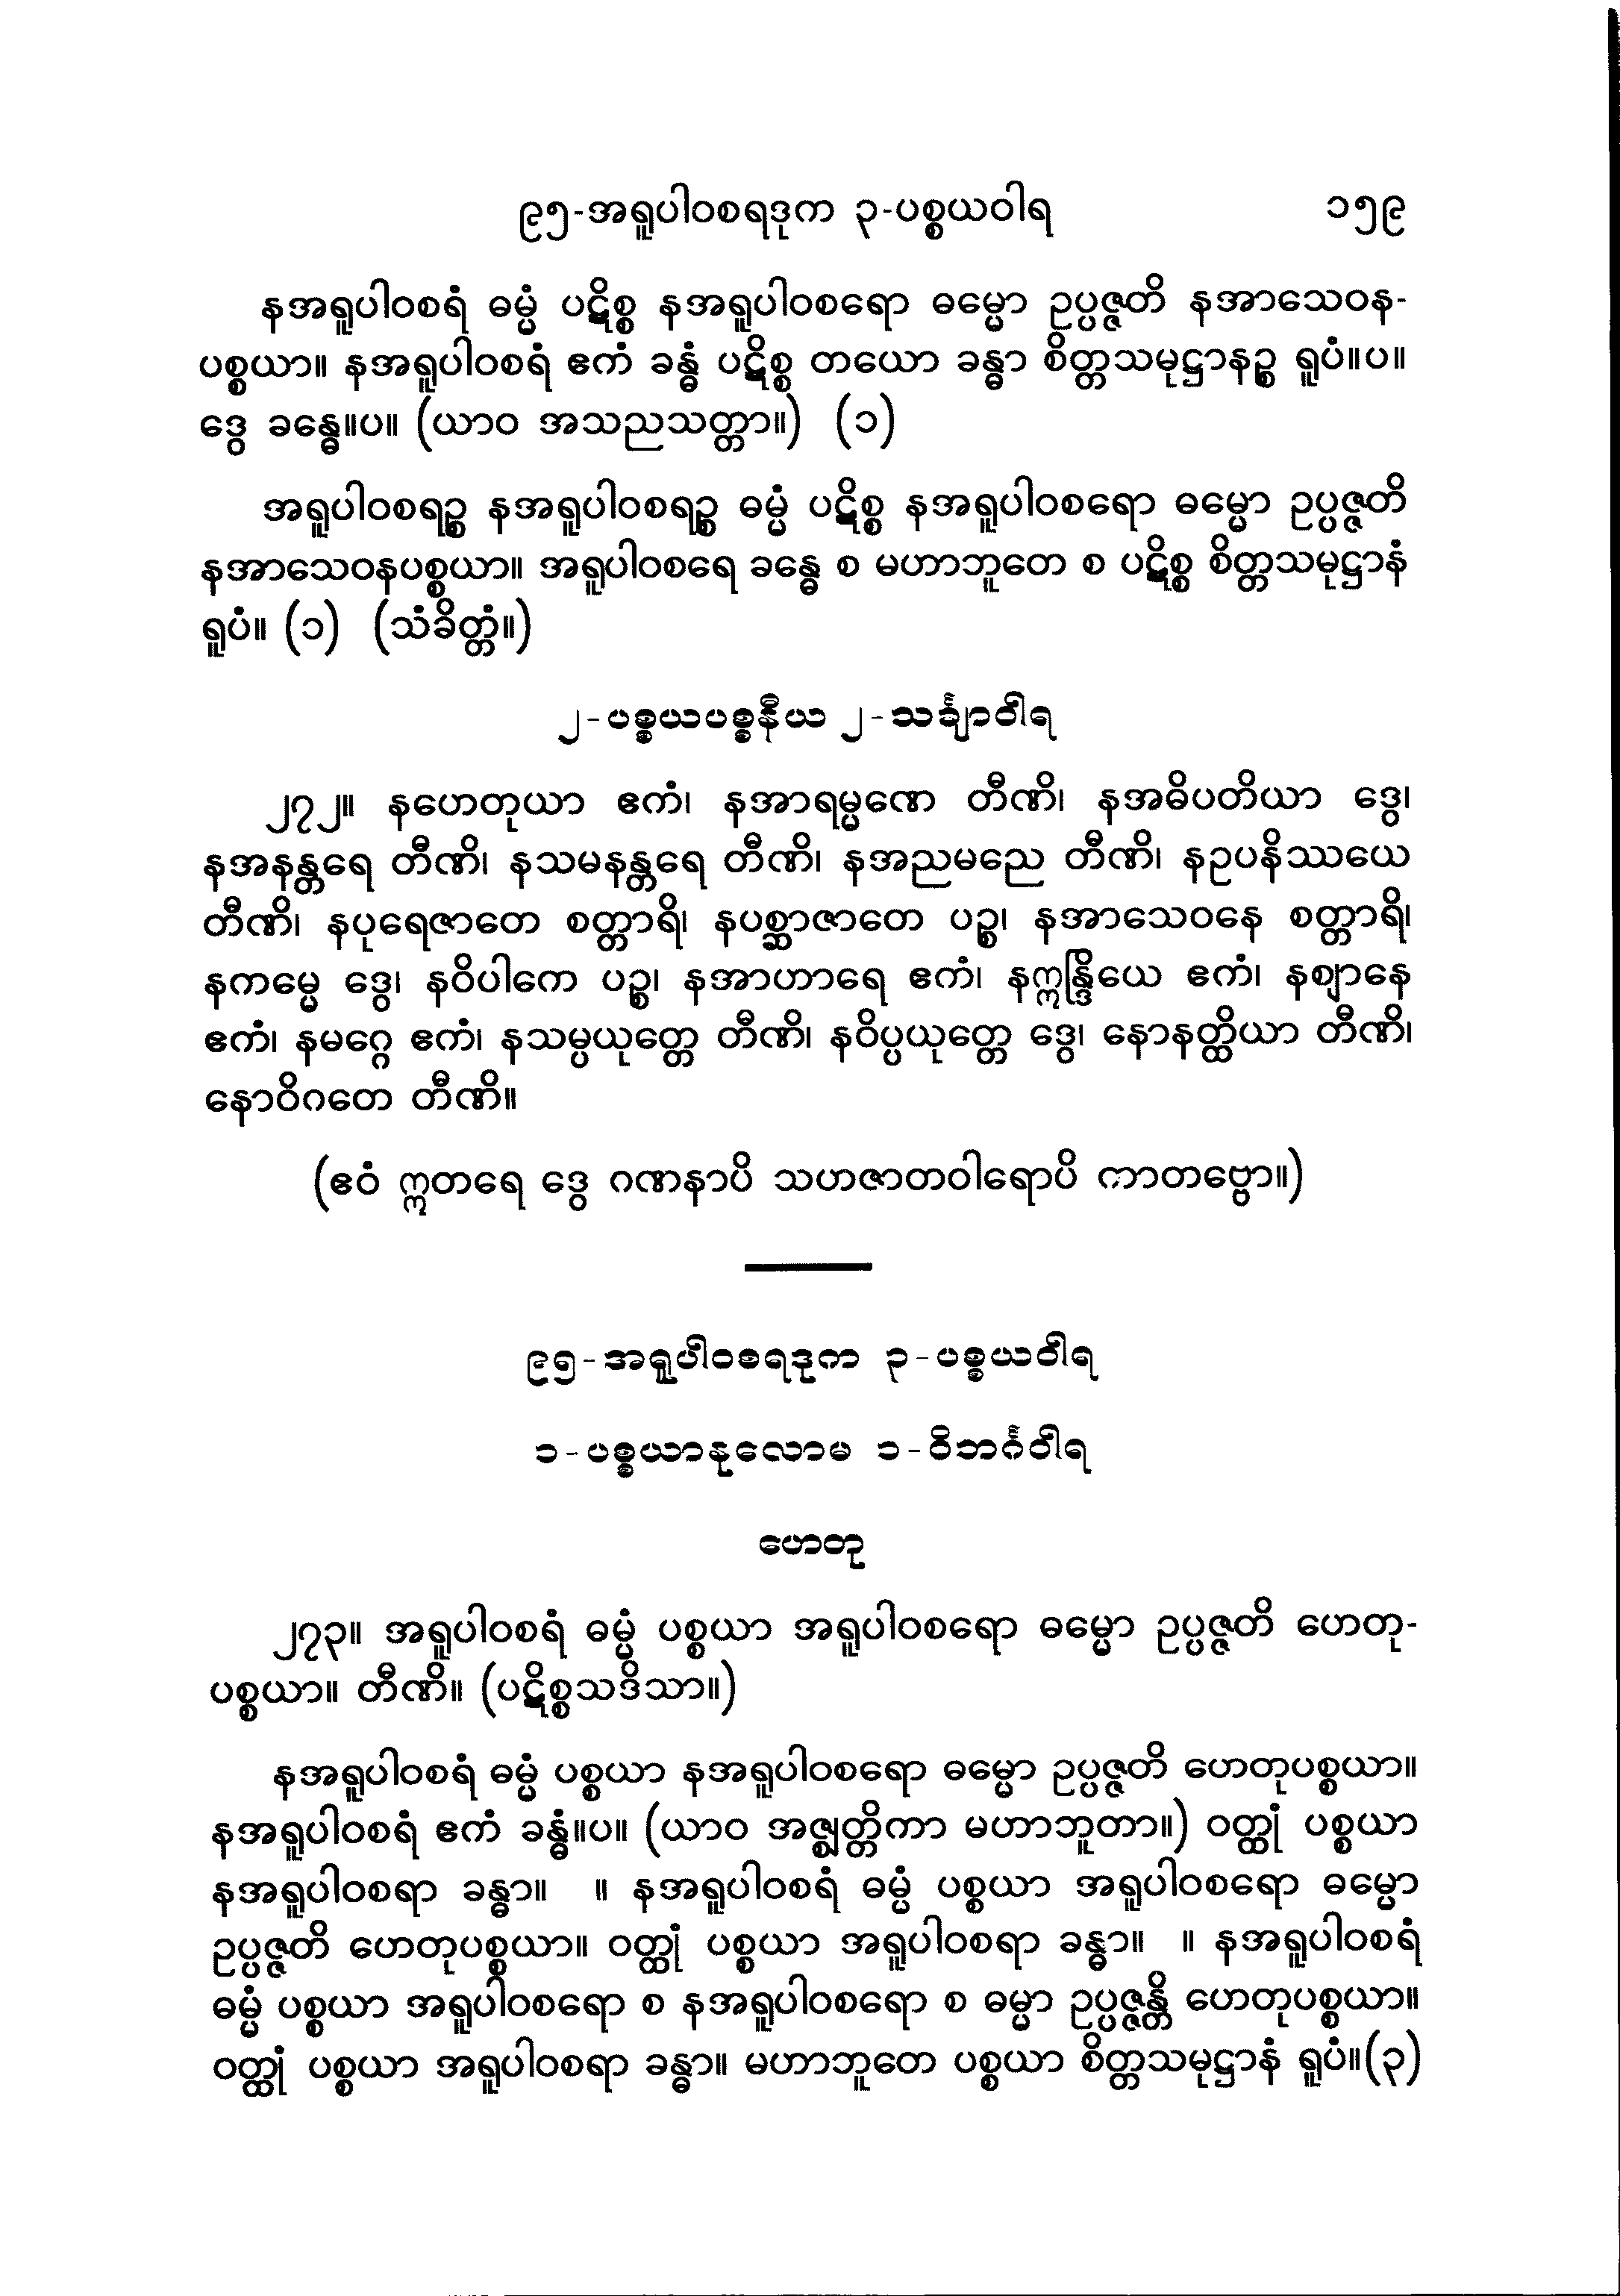 ၉၅-အရူပါဝစရဒုက ၃-ပစ္စယဝါရ ၁၅၉
နအရူပါဝစရံ ဓမ္မံ ပဋိစ္စ နအရူပါဝစရော ဓမ္မော ဥပ္ပဇ္ဇတိ နအာသေဝန-
ပစ္စယာ။ နအရူပါဝစရံ ဧကံ ခန္ဓံ ပဋိစ္စ တယော ခန္ဓာ စိတ္တသမုဋ္ဌာနဉ္စ ရူပံ။ပ။
ဒွေ ခန္ဓေ။ပ။ (ယာဝ အသညသတ္တာ။) (၁)
အရူပါဝစရဉ္စ နအရူပါဝစရဉ္စ ဓမ္မံ ပဋိစ္စ နအရူပါဝစရော ဓမ္မော ဥပ္ပဇ္ဇတိ
နအာသေဝနပစ္စယာ။ အရူပါဝစရေ ခန္ဓေ စ မဟာဘူတေ စ ပဋိစ္စ စိတ္တသမုဋ္ဌာနံ
ရူပံ။ (၁) (သံခိတ္တံ။)
၂-ပစ္စယပစ္စနီယ ၂-သင်္ချာဝါရ
၂၇၂။ နဟေတုယာ ဧကံ၊ နအာရမ္မဏေ တီဏိ၊ နအဓိပတိယာ ဒွေ၊
နအနန္တရေ တီဏိ၊ နသမနန္တရေ တီဏိ၊ နအညမညေ တီဏိ၊ နဥပနိဿယေ
တီဏိ၊ နပုရေဇာတေ စတ္တာရိ၊ နပစ္ဆာဇာတေ ပဉ္စ၊ နအာသေဝနေ စတ္တာရိ၊
နကမ္မေ ဒွေ၊ နဝိပါကေ ပဉ္စ၊ နအာဟာရေ ဧကံ၊ နဣန္ဒြိယေ ဧကံ၊ နဈာနေ
ဧကံ၊ နမဂ္ဂေ ဧကံ၊ နသမ္ပယုတ္တေ တီဏိ၊ နဝိပ္ပယုတ္တေ ဒွေ၊ နောနတ္ထိယာ တီဏိ၊
နောဝိဂတေ တီဏိ။
(ဧဝံ ဣတရေ ဒွေ ဂဏနာပိ သဟဇာတဝါရောပိ ကာတဗ္ဗော။)
၉၅-အရူပါဝစရဒုက ၃-ပစ္စယဝါရ
၁-ပစ္စယာနုလောမ ၁-ဝိဘင်္ဂဝါရ
ဟေတု
၂၇၃။ အရူပါဝစရံ ဓမ္မံ ပစ္စယာ အရူပါဝစရော ဓမ္မော ဥပ္ပဇ္ဇတိ ဟေတု-
ပစ္စယာ။ တီဏိ။ (ပဋိစ္စသဒိသာ။)
နအရူပါဝစရံ ဓမ္မံ ပစ္စယာ နအရူပါဝစရော ဓမ္မော ဥပ္ပဇ္ဇတိ ဟေတုပစ္စယာ။
နအရူပါဝစရံ ဧကံ ခန္ဓံ။ပ။ (ယာဝ အဇ္ဈတ္တိကာ မဟာဘူတာ။) ဝတ္ထုံ ပစ္စယာ
နအရူပါဝစရာ ခန္ဓာ။ ။ နအရူပါဝစရံ ဓမ္မံ ပစ္စယာ အရူပါဝစရော ဓမ္မော
ဥပ္ပဇ္ဇတိ ဟေတုပစ္စယာ။ ဝတ္ထုံ ပစ္စယာ အရူပါဝစရာ ခန္ဓာ။ ။ နအရူပါဝစရံ
ဓမ္မံ ပစ္စယာ အရူပါဝစရော စ နအရူပါဝစရော စ ဓမ္မာ ဥပ္ပဇ္ဇန္တိ ဟေတုပစ္စယာ။
ဝတ္ထုံ ပစ္စယာ အရူပါဝစရာ ခန္ဓာ။ မဟာဘူတေ ပစ္စယာ စိတ္တသမုဋ္ဌာနံ ရူပံ။(၃)